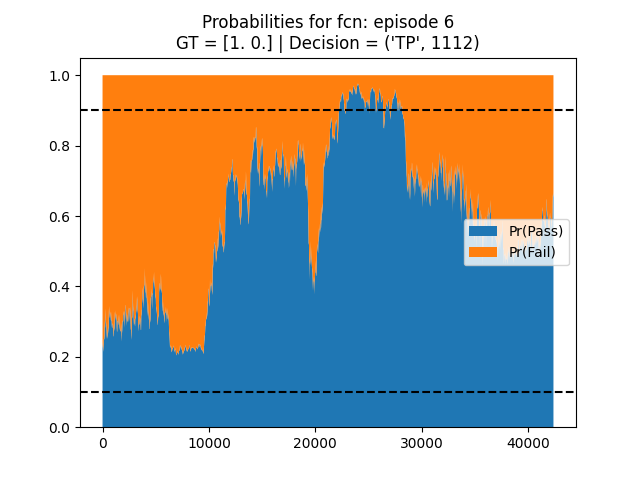 Probabilities for fcn: episode 6
GT = [1. 0.] | Decision = ('TP', 1112)
1.0
0.8
0.6
0.4
0.2
0.0
Pr(Pass)
Pr(Fail)
0
10000
20000
30000
40000